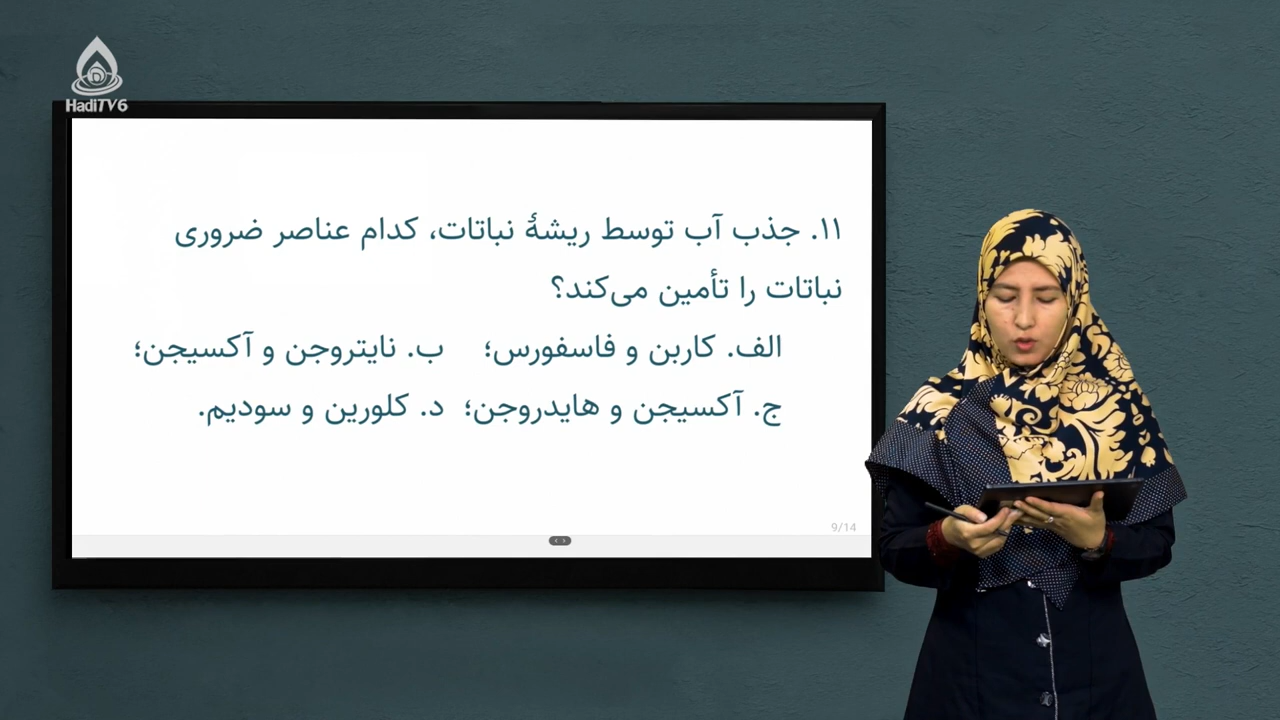 HadiTV6
۱۱. جذب آب توسط ریشهٔ نباتات، کدام عناصر ضروری
نباتات را تأمین می‌کند؟
الف. کاربن و فاسفورس؛ ب. نایتروجن و آکسیجن؛
ج. آکسیجن و هایدروجن؛ د. کلورین و سودیم.
9/14